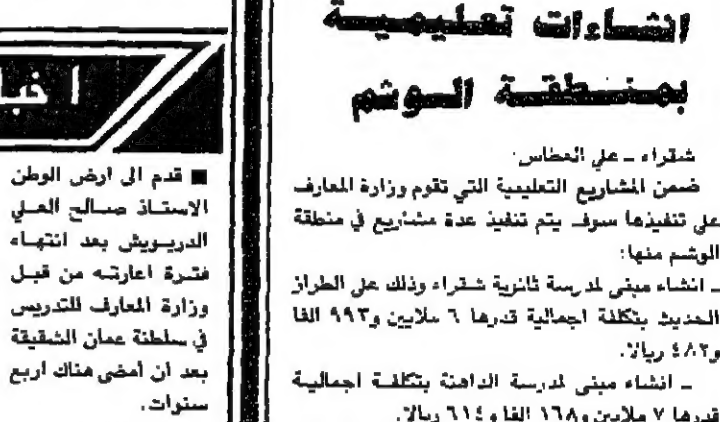 انشاءات تعليمية
بمنطقة الوشم
شقراء - علي العطاس:
ضمن المشاريع التعليمية التي تقوم وزارة المعارف
على تنفيذها سوف يتم تنفيذ عدة مشاريع في منطقة
الوشم منها:
- انشاء مبنى لمدرسة ثانوية شقراء وذلك على الطراز
الحديث بتكلفة اجمالية قدرها ٦ ملايين و٩٩٣ الفا
و٤٨٢ ريالا.
- انشاء مبنى لمدرسة الداهنة بتكلفة اجمالية
قدرها ٧ ملايين و١٦٨ الفا و٦١٤ ريالا.
■ قدم الى ارض الوطن
الاستاذ صالح العلي
الدريويش بعد انتهاء
فترة اعارته من قبل
وزارة المعارف للتدريس
في سلطنة عمان الشقيقة
بعد ان أمضى هناك اربع
سنوات.